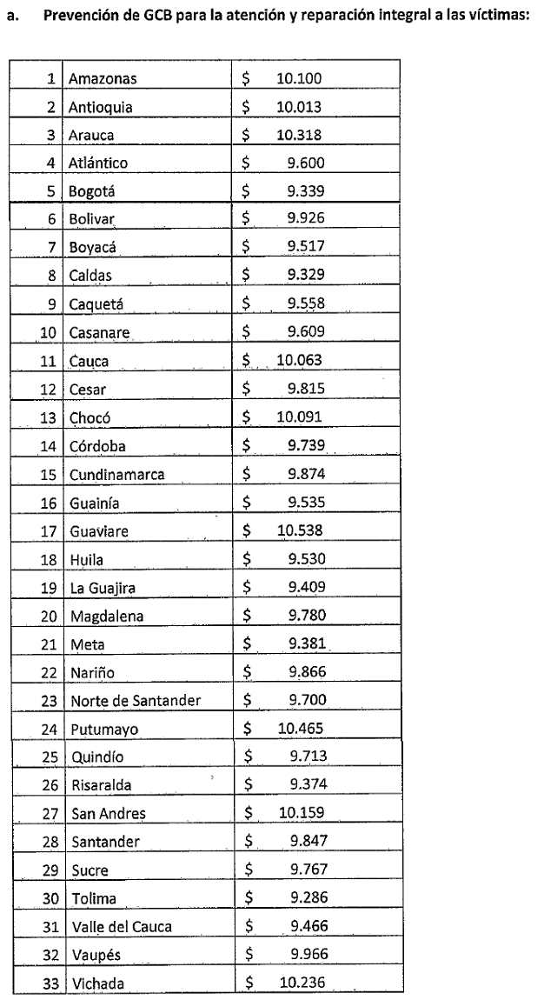 a. Prevención de GCB para la atención y reparación integral a las víctimas:
1 Amazonas $ 10.100
2 Antioquia $ 10.013
3 Arauca $ 10.318
4 Atlántico $ 9.600
5 Bogotá $ 9.339
6 Bolivar $ 9.926
7 Boyacá $ 9.517
8 Caldas $ 9.329
9 Caquetá $ 9.558
10 Casanare $ 9.609
11 Cauca $ 10.063
12 Cesar $ 9.815
13 Chocó $ 10.091
14 Córdoba $ 9.739
15 Cundinamarca $ 9.874
16 Guainía $ 9.535
17 Guaviare $ 10.538
18 Huila $ 9.530
19 La Guajira $ 9.409
20 Magdalena $ 9.780
21 Meta $ 9.381
22 Nariño $ 9.866
23 Norte de Santander $ 9.700
24 Putumayo $ 10.465
25 Quindío $ 9.713
26 Risaralda $ 9.374
27 San Andres $ 10.159
28 Santander $ 9.847
29 Sucre $ 9.767
30 Tolima $ 9.286
31 Valle del Cauca $ 9.466
32 Vaupés $ 9.966
33 Vichada $ 10.236